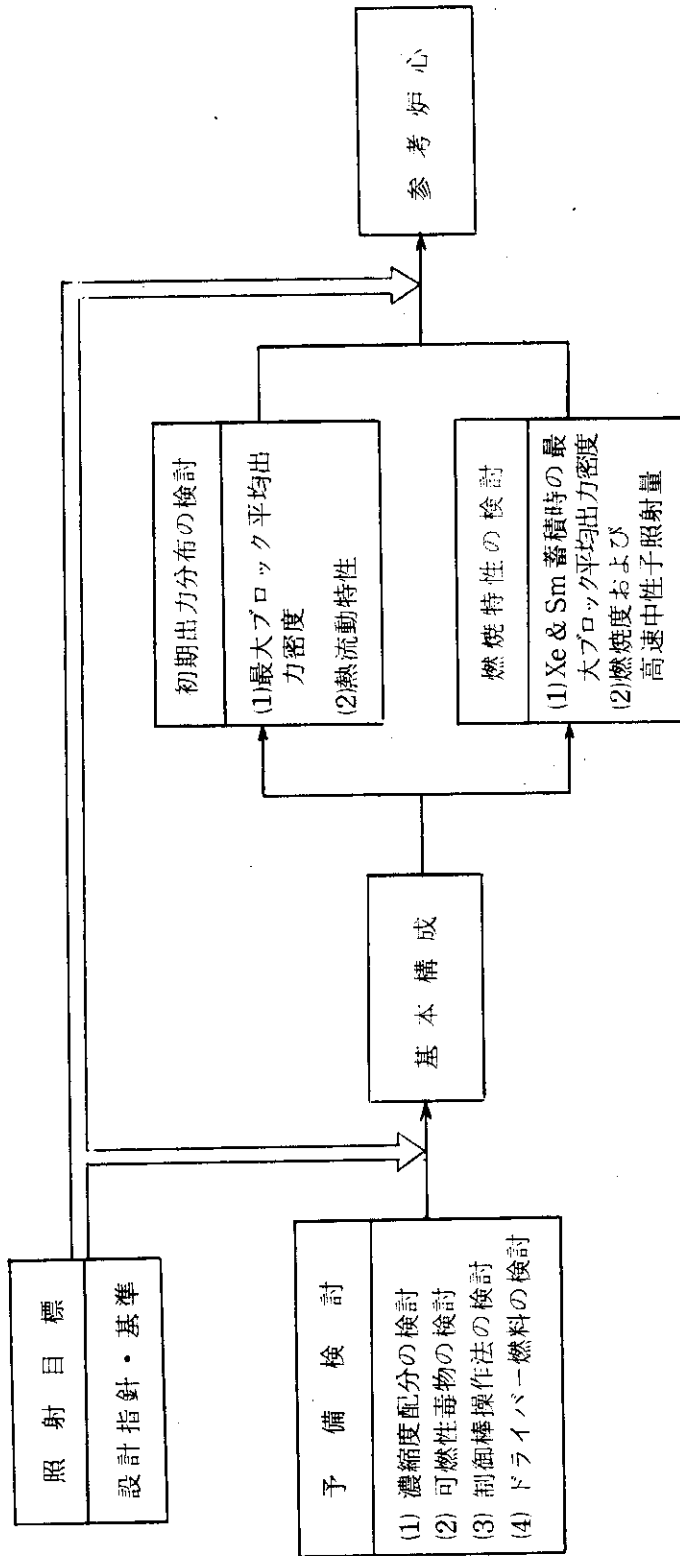 照射目標
設計指針・基準
予備検討
(1) 濃縮度配分の検討
(2) 可燃性毒物の検討
(3) 制御棒操作法の検討
(4) ドライバー燃料の検討
基本構成
初期出力分布の検討
(1)最大ブロック平均出
力密度
(2)熱流動特性
燃焼特性の検討
(1)Xe & Sm 蓄積時の最
大ブロック平均出力密度
(2)燃焼度および
高速中性子照射量
参考炉心